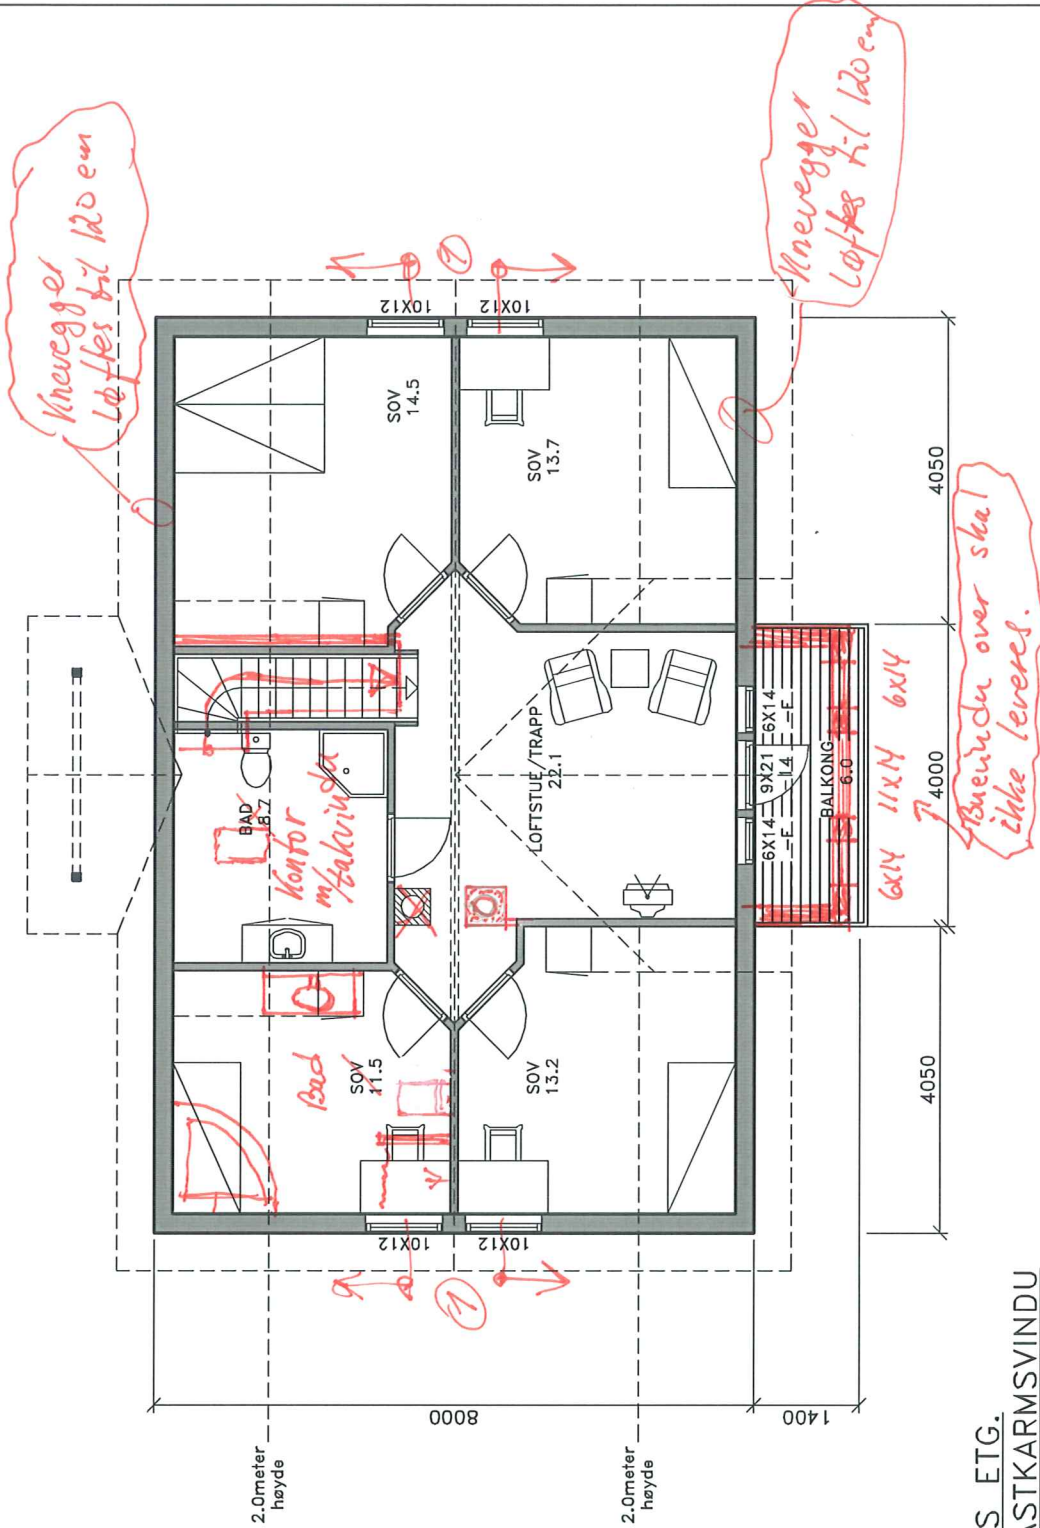 Knevegger
løftes til 120 cm
Knevegger
løftes til 120 cm
1
10X12
10X12
SOV
14.5
SOV
13.7
BAD
8.7
Kontor
m/takvindu
LOFTSTUE/TRAPP
22.1
6X14
F
9X21
14
6X14
F
BALKONG
6.0
6x14 11x14 6x14
Buevindu over skal
ikke leveres.
Bad
SOV
11.5
SOV
13.2
10X12
10X12
1
4050
4000
4050
8000
1400
2.0meter
høyde
2.0meter
høyde
S ETG.
ASTKARMSVINDU